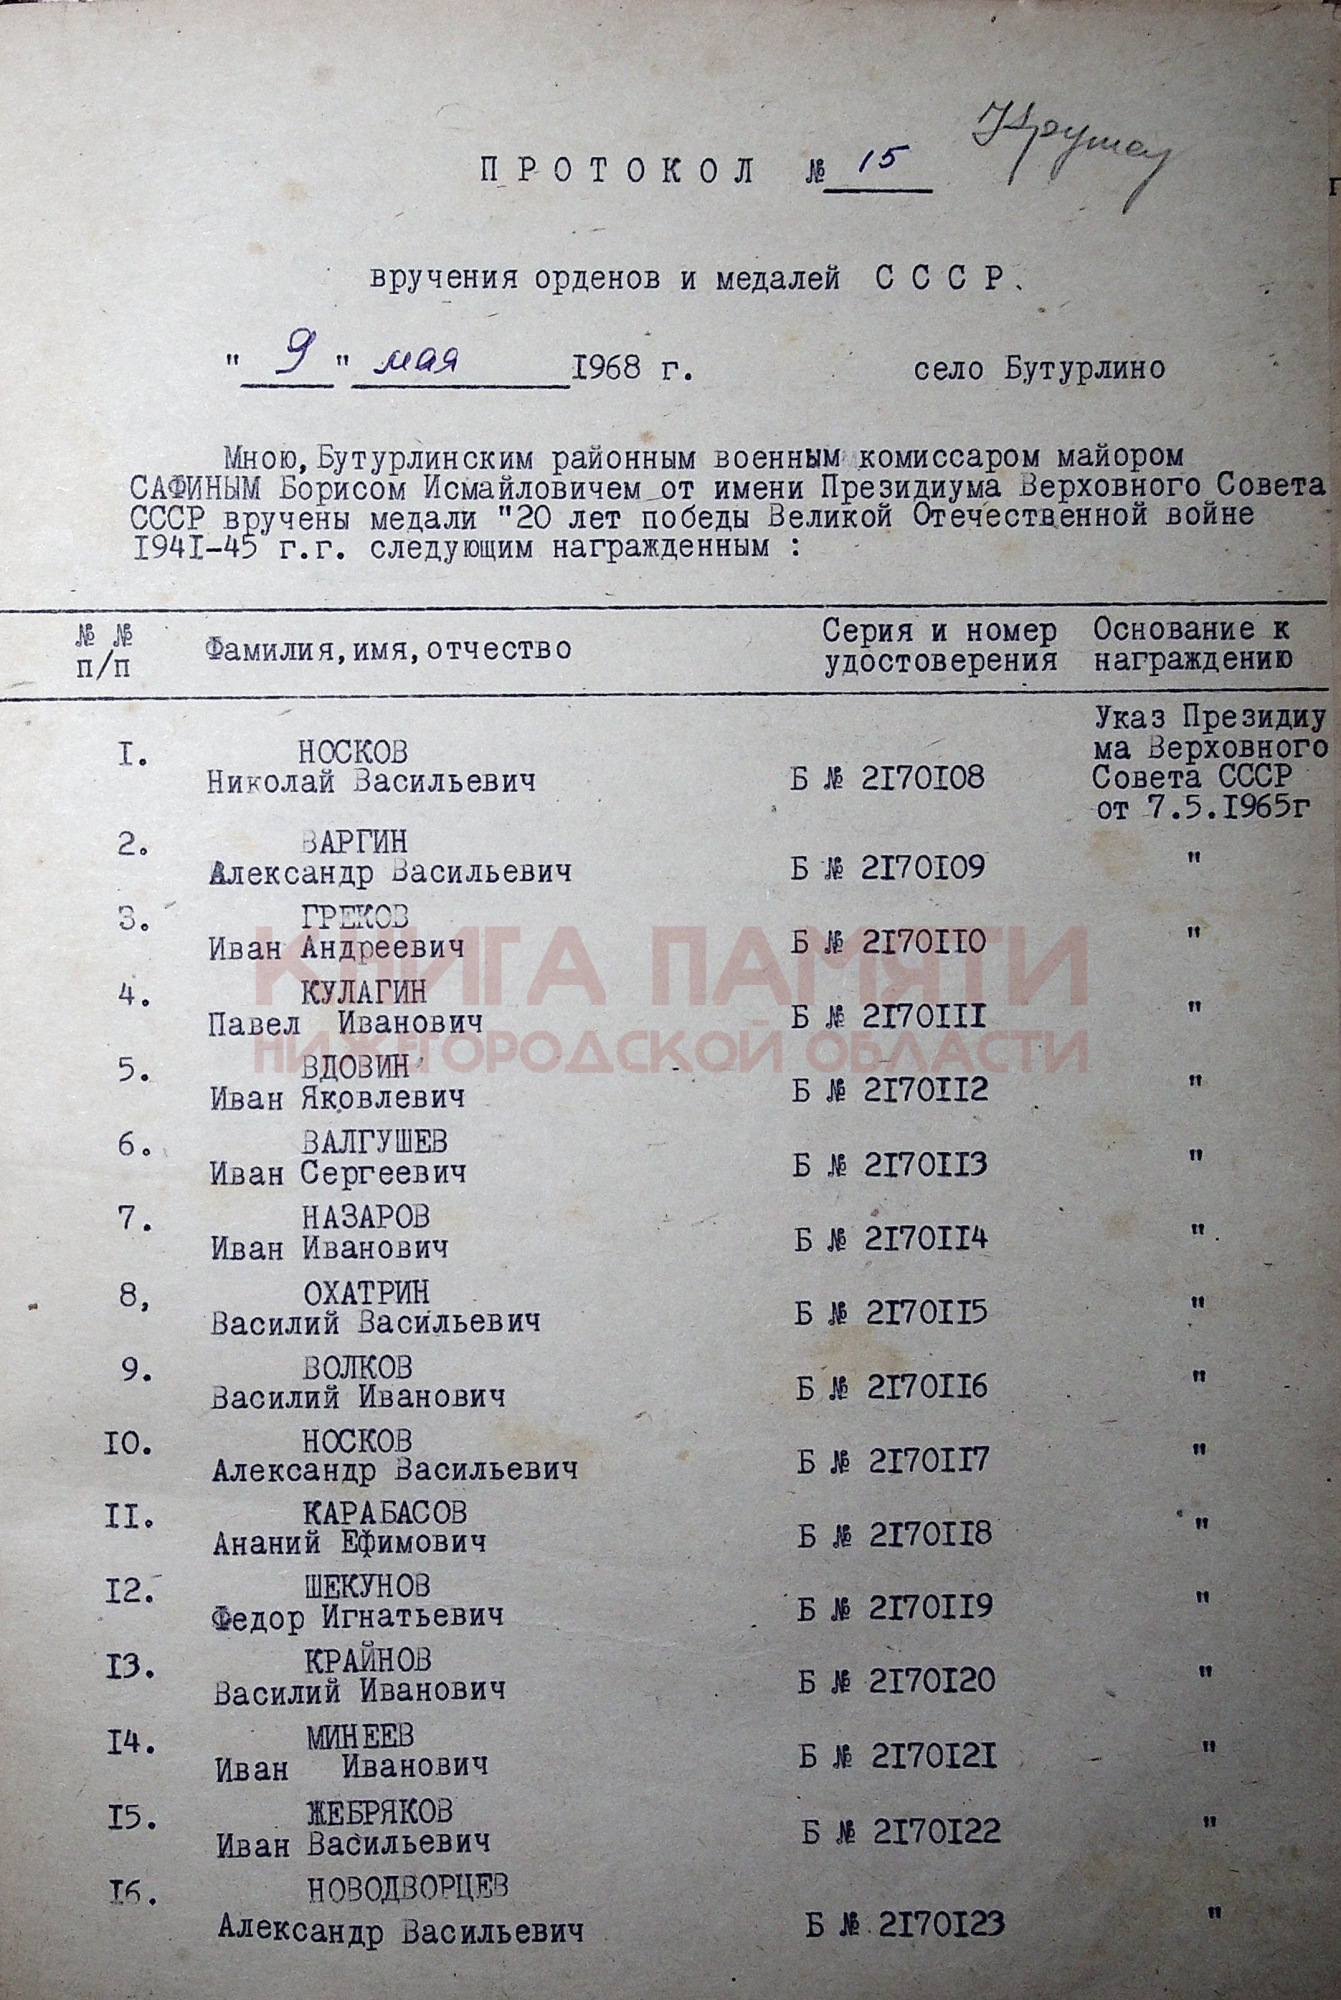 ПРОТОКОЛ № 15
вручения орденов и медалей С С С Р.
" 9 " мая 1968 г. село Бутурлино
Мною, Бутурлинским районным военным комиссаром майором
САФИНЫМ Борисом Исмайловичем от имени Президиума Верховного Совета
СССР вручены медали "20 лет победы Великой Отечественной войне
1941-45 г.г. следующим награжденным :
№ № Фамилия, имя, отчество Серия и номер Основание к
п/п удостоверения награждению
Указ Президиу
1. НОСКОВ ма Верховного
Николай Васильевич Б № 2170108 Совета СССР
от 7.5.1965г
2. ВАРГИН
Александр Васильевич Б № 2170109 "
3. ГРЕКОВ
Иван Андреевич Б № 2170110 "
КНИГА ПАМЯТИ
4. КУЛАГИН
Павел Иванович Б № 2170111 "
НИЖЕГОРОДСКОЙ ОБЛАСТИ
5. ВДОВИН
Иван Яковлевич Б № 2170112 "
6. ВАЛГУШЕВ
Иван Сергеевич Б № 2170113 "
7. НАЗАРОВ
Иван Иванович Б № 2170114 "
8, ОХАТРИН
Василий Васильевич Б № 2170115 "
9. ВОЛКОВ
Василий Иванович Б № 2170116 "
10. НОСКОВ
Александр Васильевич Б № 2170117 "
11. КАРАБАСОВ
Ананий Ефимович Б № 2170118 "
12. ШЕКУНОВ
Федор Игнатьевич Б № 2170119 "
13. КРАЙНОВ
Василий Иванович Б № 2170120 "
14. МИНЕЕВ
Иван Иванович Б № 2170121 "
15. ЖЕБРЯКОВ
Иван Васильевич Б № 2170122 "
16. НОВОДВОРЦЕВ
Александр Васильевич Б № 2170123 "